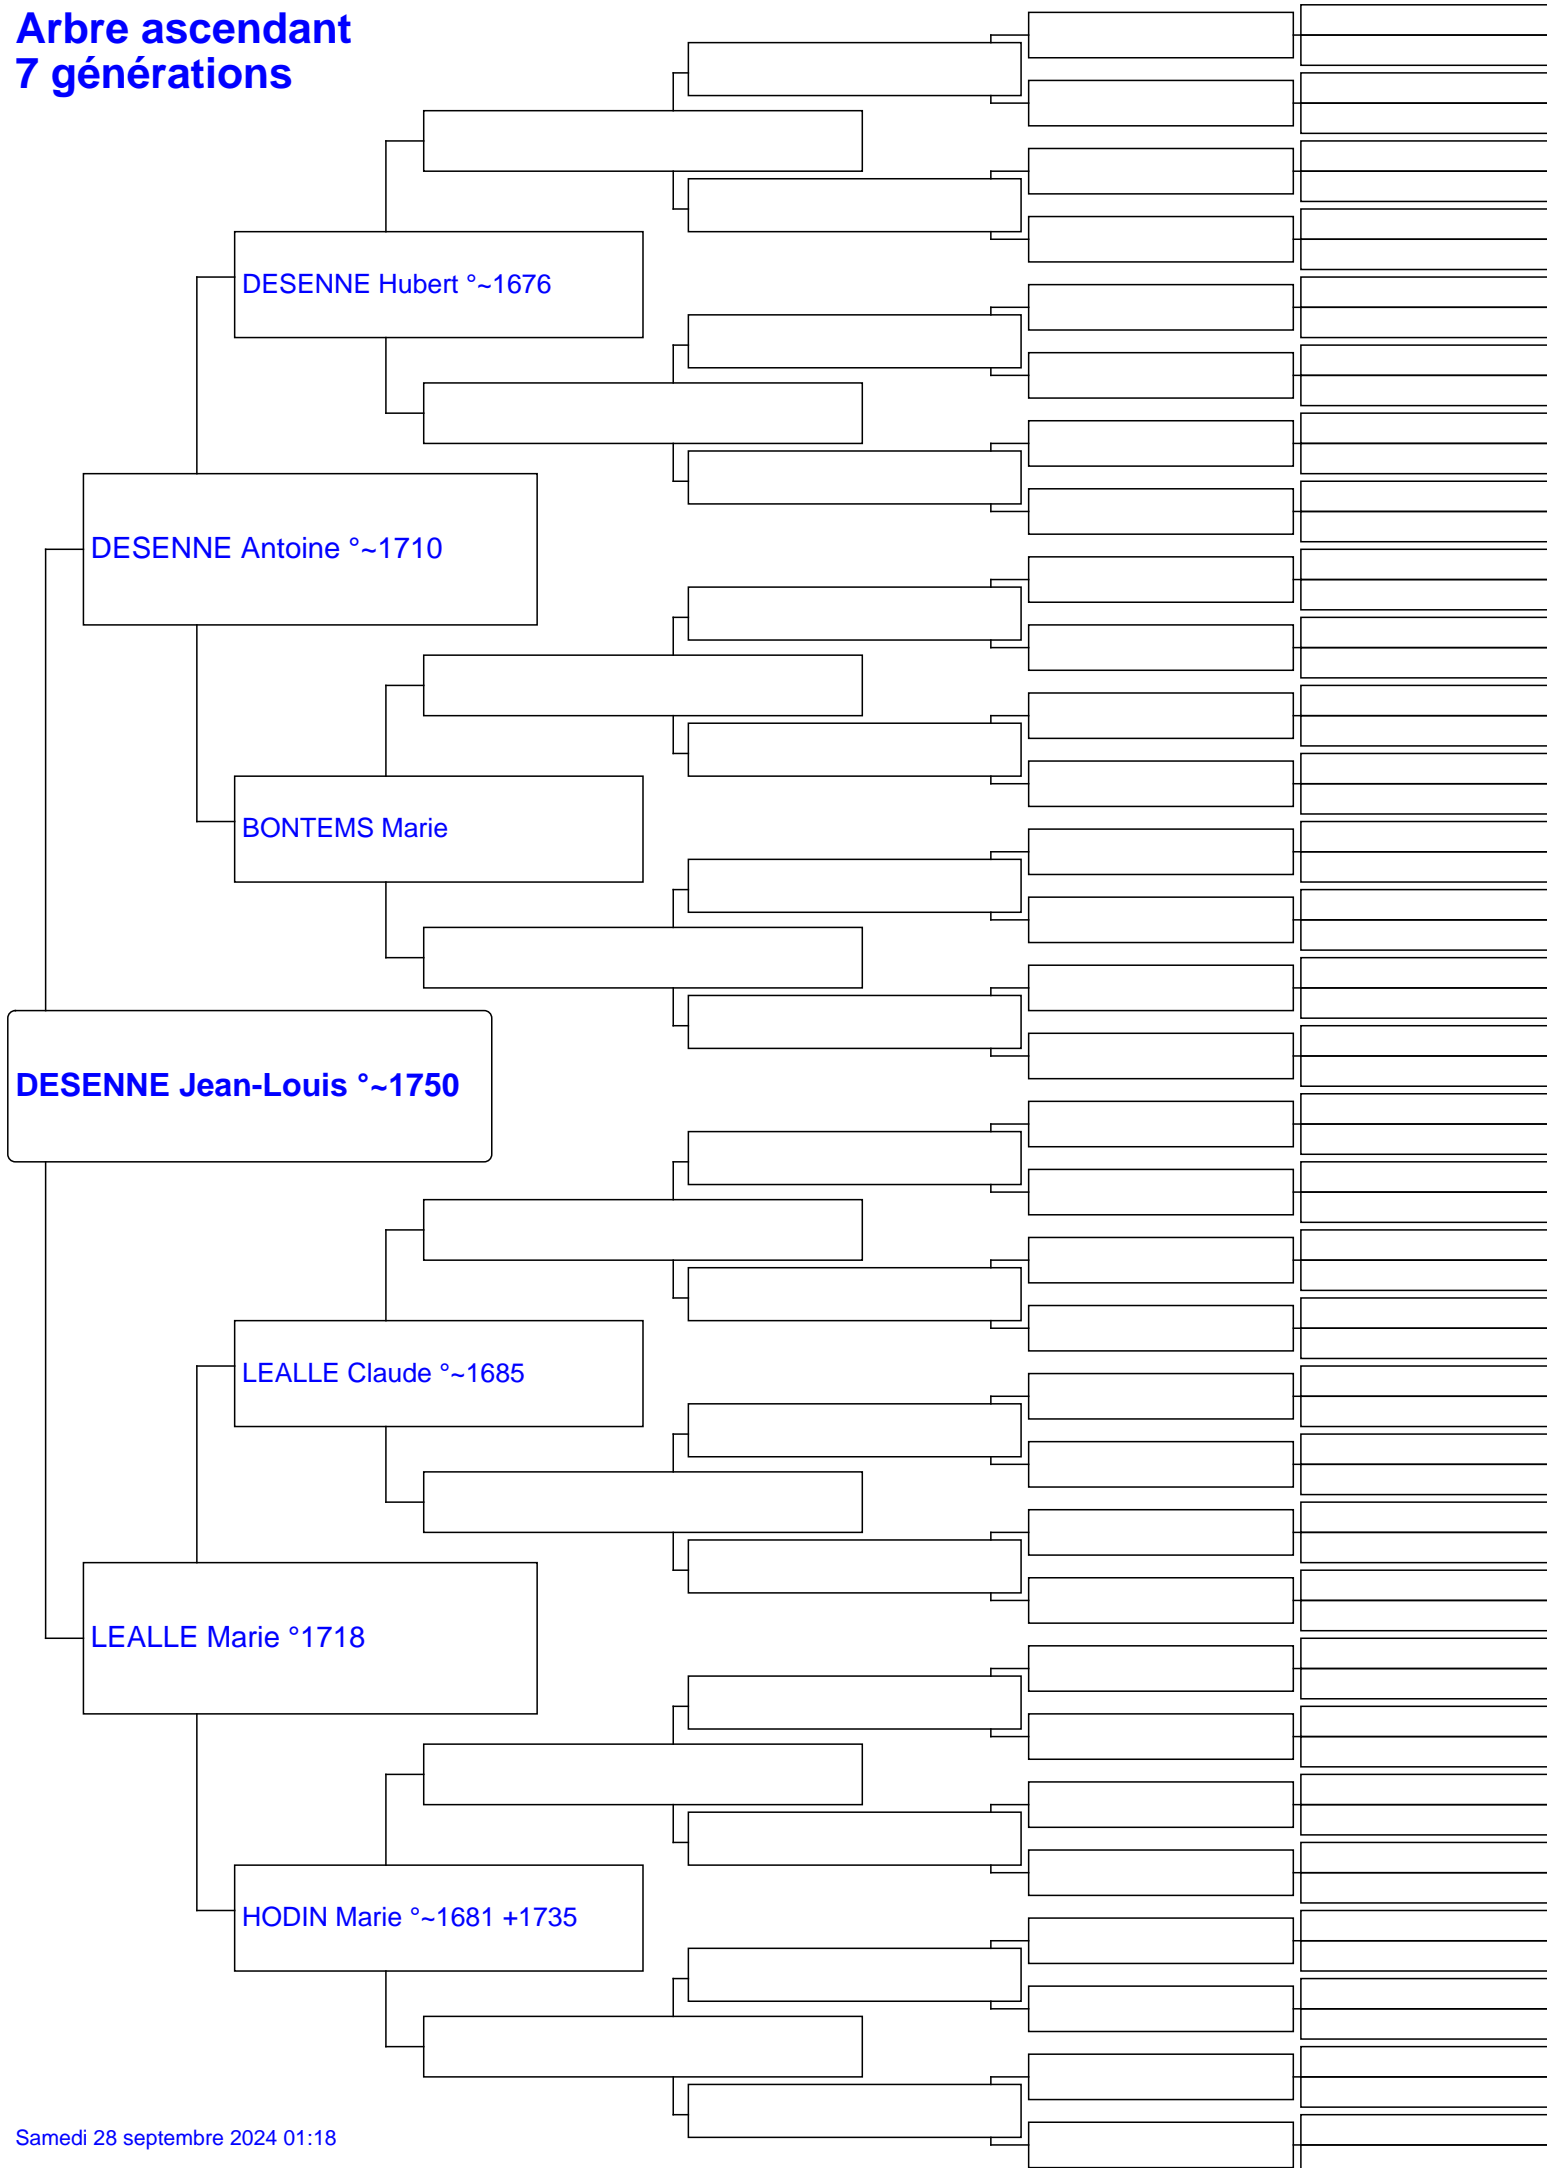 Arbre ascendant
7 générations
DESENNE Hubert °~1676
DESENNE Antoine °~1710
BONTEMS Marie
DESENNE Jean-Louis °~1750
LEALLE Claude °~1685
LEALLE Marie °1718
HODIN Marie °~1681 +1735
Samedi 28 septembre 2024 01:18